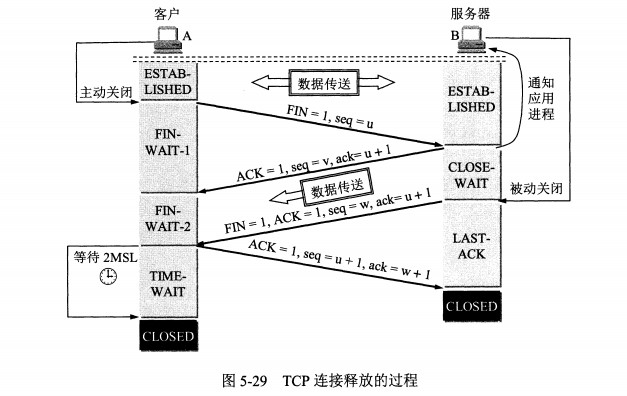 客户
服务器
A
B
ESTAB-
LISHED
数据传送
主动关闭
ESTAB-
LISHED
通知
应用
进程
FIN = 1, seq = u
FIN-
WAIT-1
ACK = 1, seq = v, ack= u + 1
CLOSE-
WAIT
数据传送
被动关闭
FIN-
WAIT-2
FIN = 1, ACK = 1, seq = w, ack= u + 1
LAST-
ACK
等待 2MSL
ACK = 1, seq = u + 1, ack = w + 1
TIME-
WAIT
CLOSED
CLOSED
图 5-29 TCP 连接释放的过程